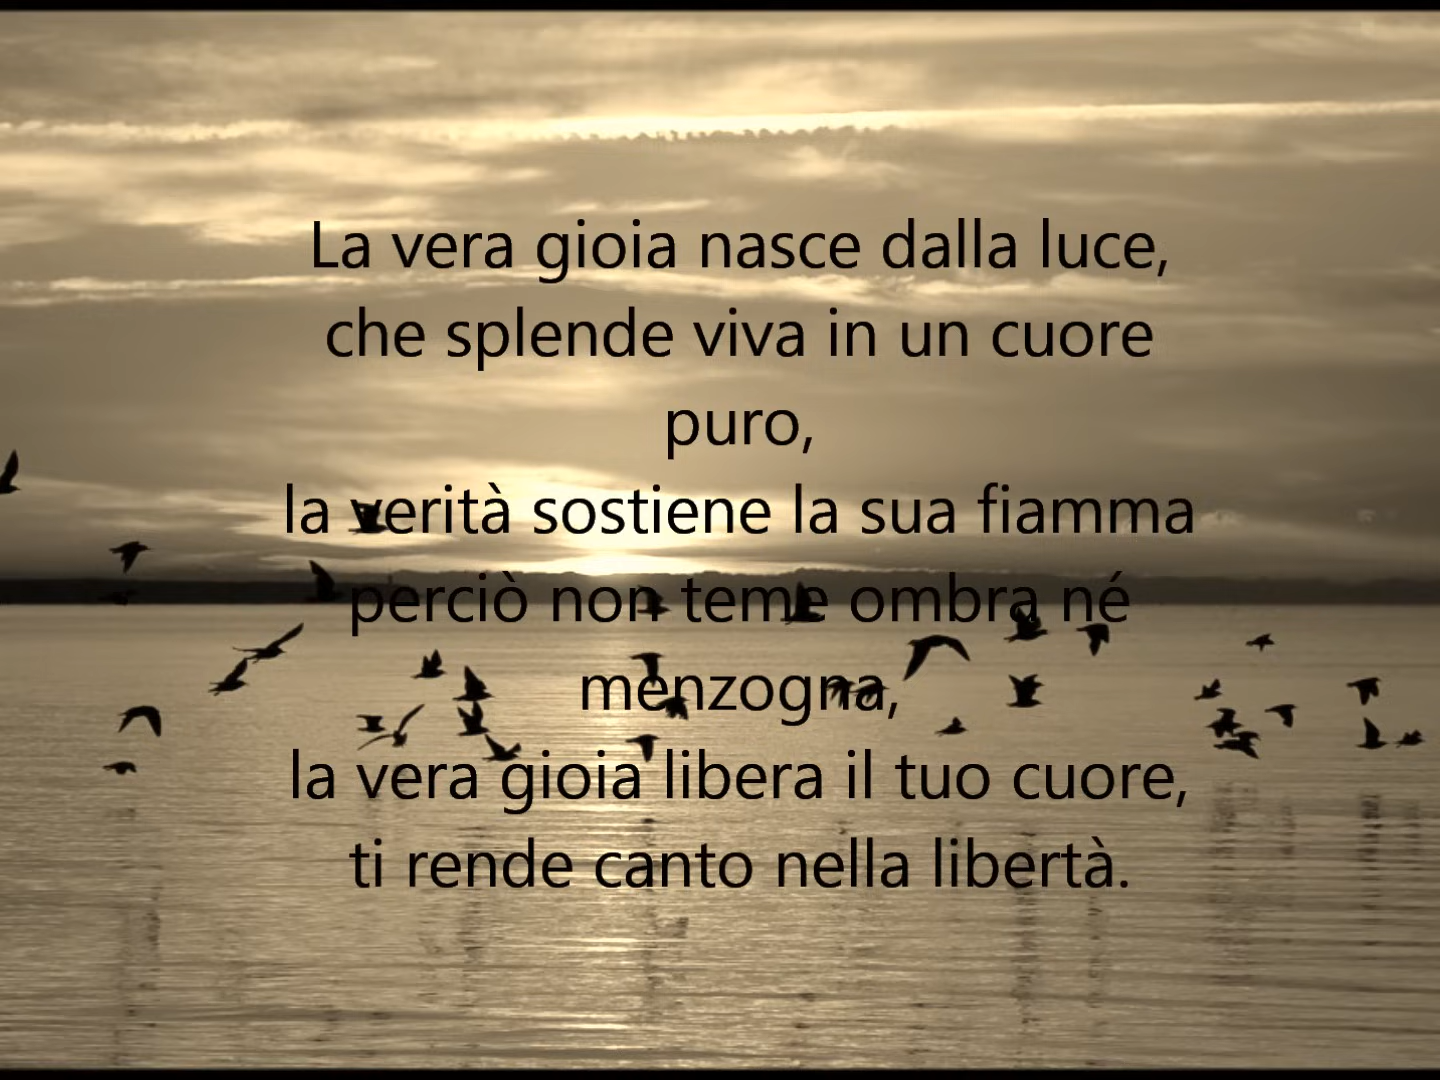 La vera gioia nasce dalla luce,
che splende viva in un cuore
puro,
la verità sostiene la sua fiamma
perciò non teme ombra né
menzogna,
la vera gioia libera il tuo cuore,
ti rende canto nella libertà.